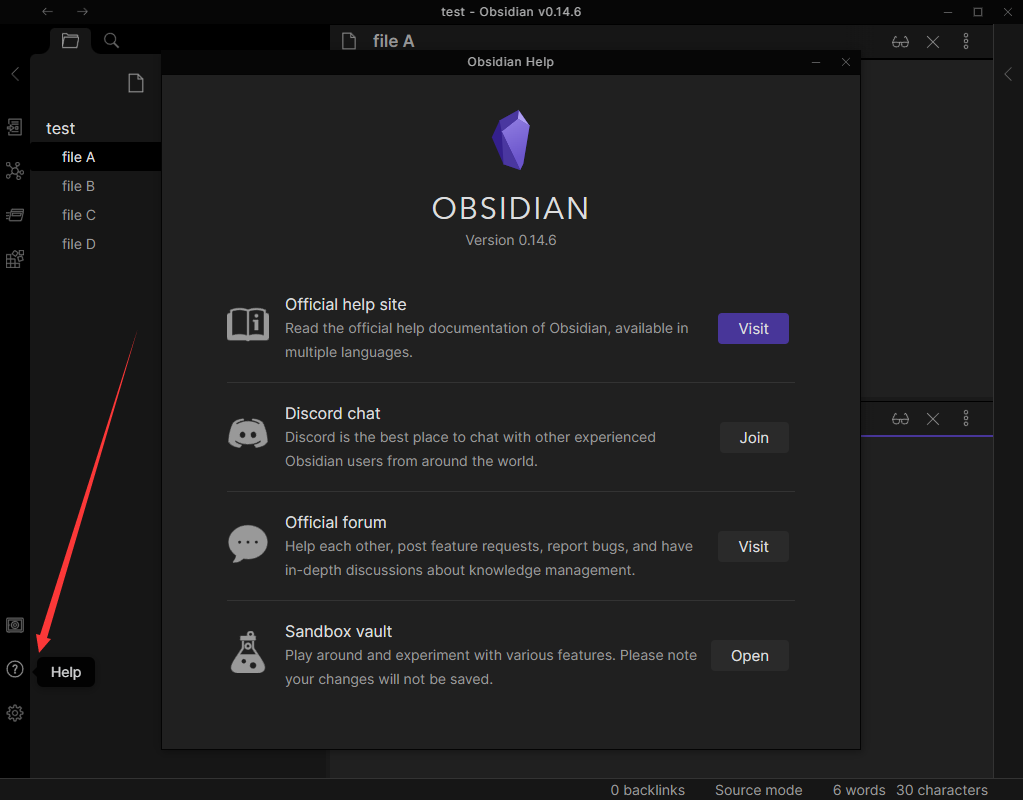 test - Obsidian v0.14.6
file A
Obsidian Help
test
file A
file B
file C
file D
OBSIDIAN
Version 0.14.6
Official help site
Read the official help documentation of Obsidian, available in
multiple languages.
Visit
Discord chat
Discord is the best place to chat with other experienced
Obsidian users from around the world.
Join
Official forum
Help each other, post feature requests, report bugs, and have
in-depth discussions about knowledge management.
Visit
Sandbox vault
Play around and experiment with various features. Please note
your changes will not be saved.
Open
Help
0 backlinks Source mode 6 words 30 characters